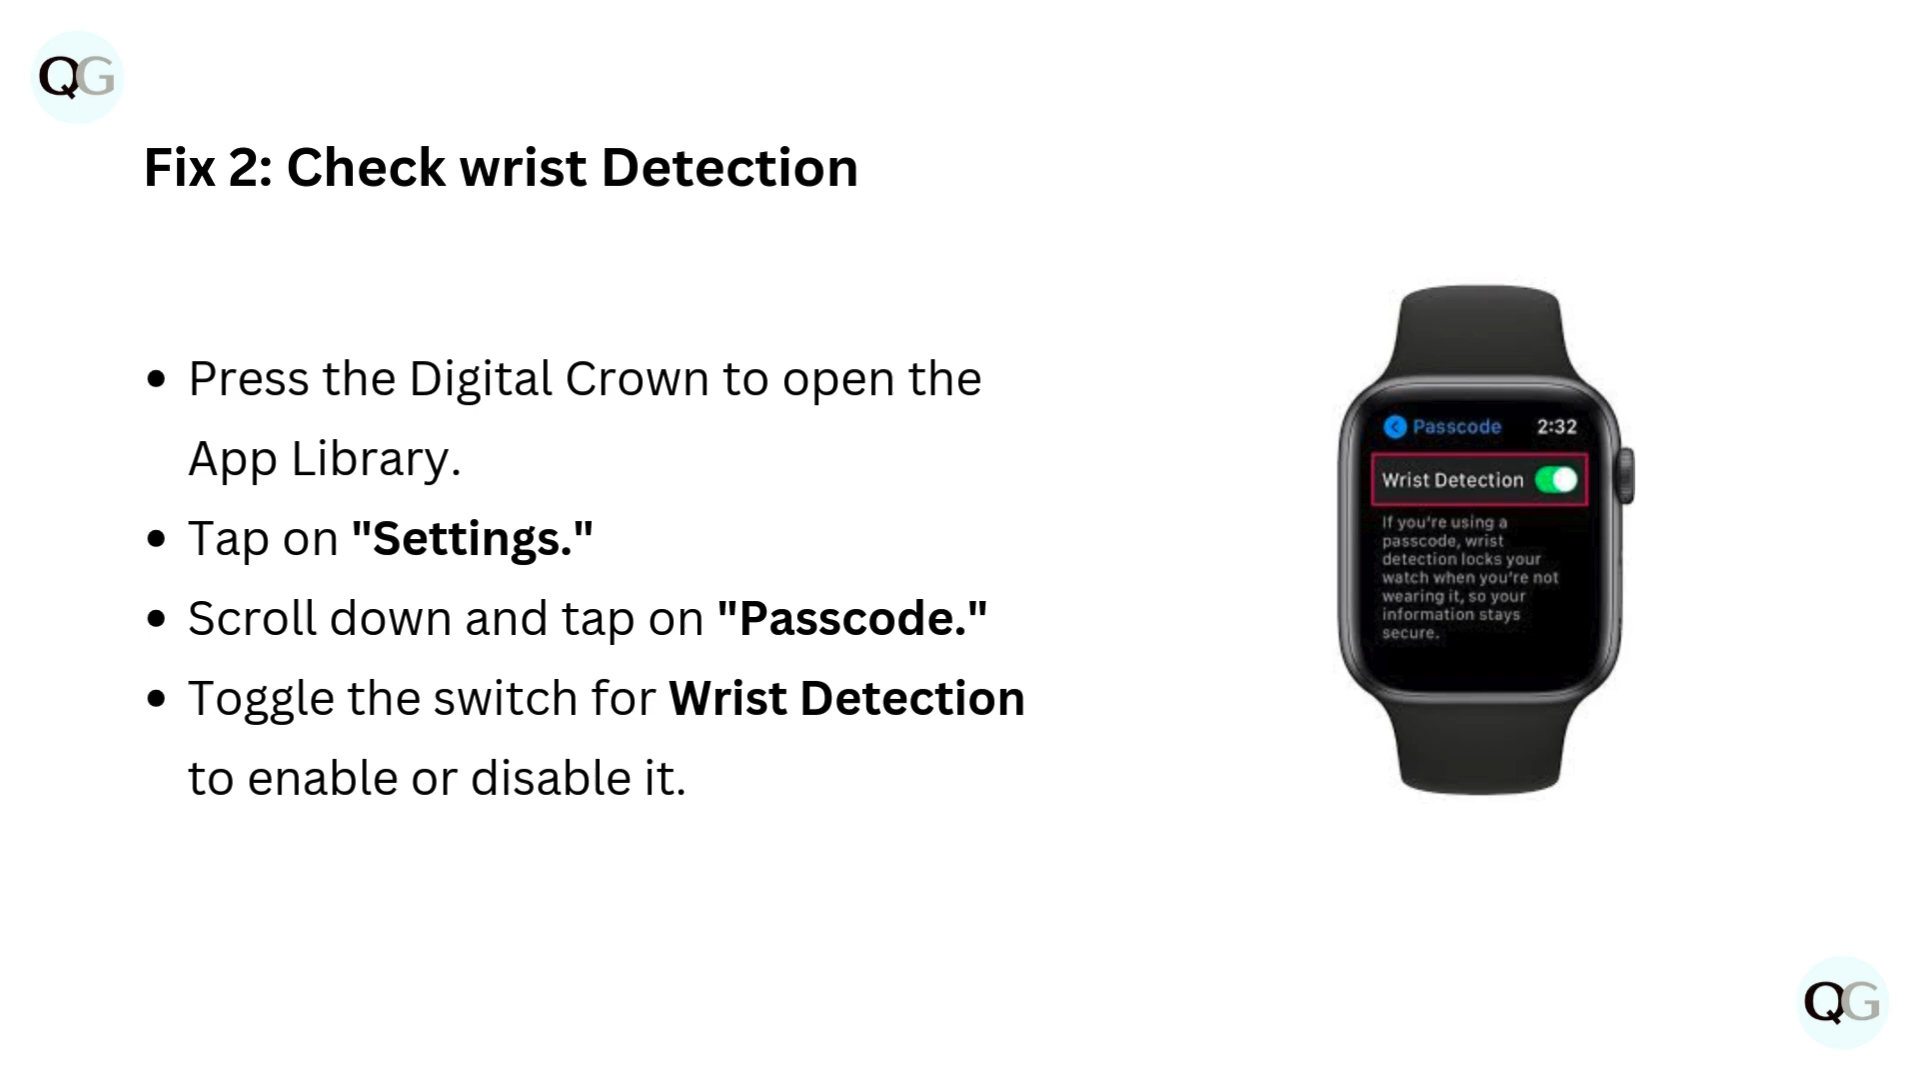 QG
Fix 2: Check wrist Detection
• Press the Digital Crown to open the
App Library.
• Tap on "Settings."
• Scroll down and tap on "Passcode."
• Toggle the switch for Wrist Detection
to enable or disable it.
Passcode 2:32
Wrist Detection
If you're using a
passcode, wrist
detection locks your
watch when you're not
wearing it, so your
information stays
secure.
QG